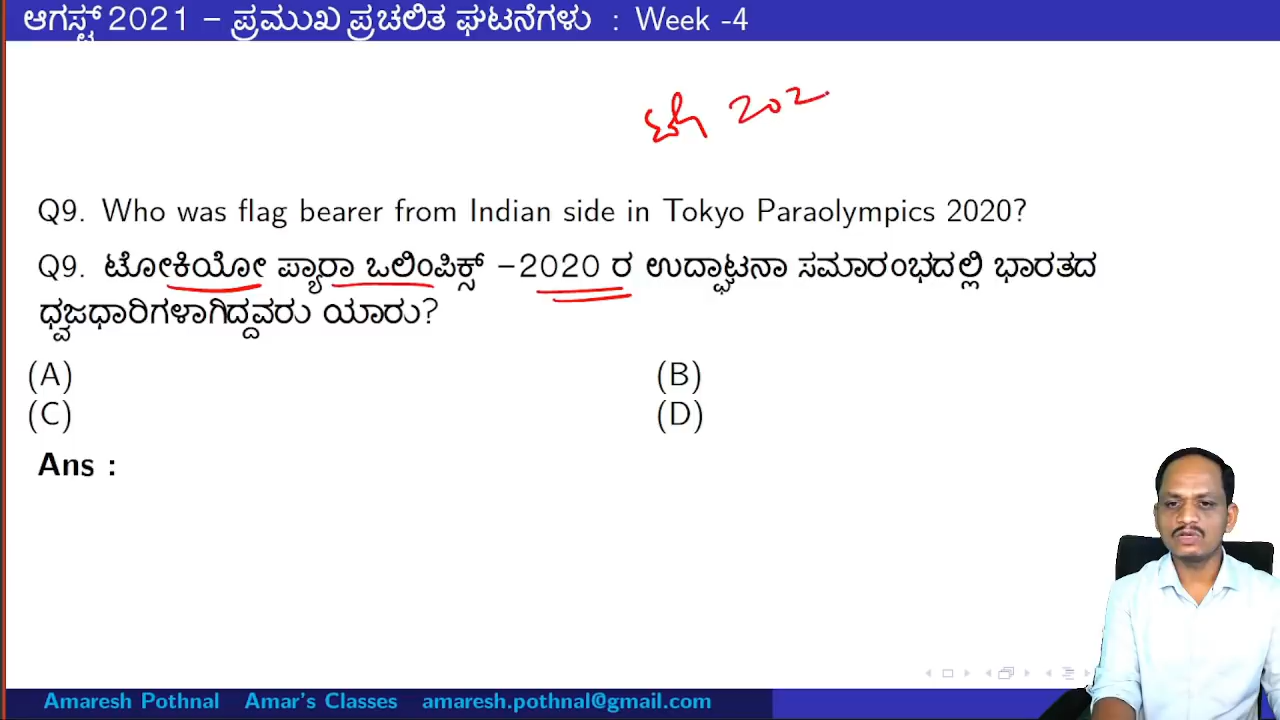 ಆಗಸ್ಟ್ 2021 – ಪ್ರಮುಖ ಪ್ರಚಲಿತ ಘಟನೆಗಳು : Week -4
202
Q9. Who was flag bearer from Indian side in Tokyo Paraolympics 2020?
Q9. ಟೋಕಿಯೋ ಪ್ಯಾರಾ ಒಲಿಂಪಿಕ್ಸ್ –2020 ರ ಉದ್ಘಾಟನಾ ಸಮಾರಂಭದಲ್ಲಿ ಭಾರತದ
ಧ್ವಜಧಾರಿಗಳಾಗಿದ್ದವರು ಯಾರು?
(A) (B)
(C) (D)
Ans :
Amaresh Pothnal Amar's Classes amaresh.pothnal@gmail.com